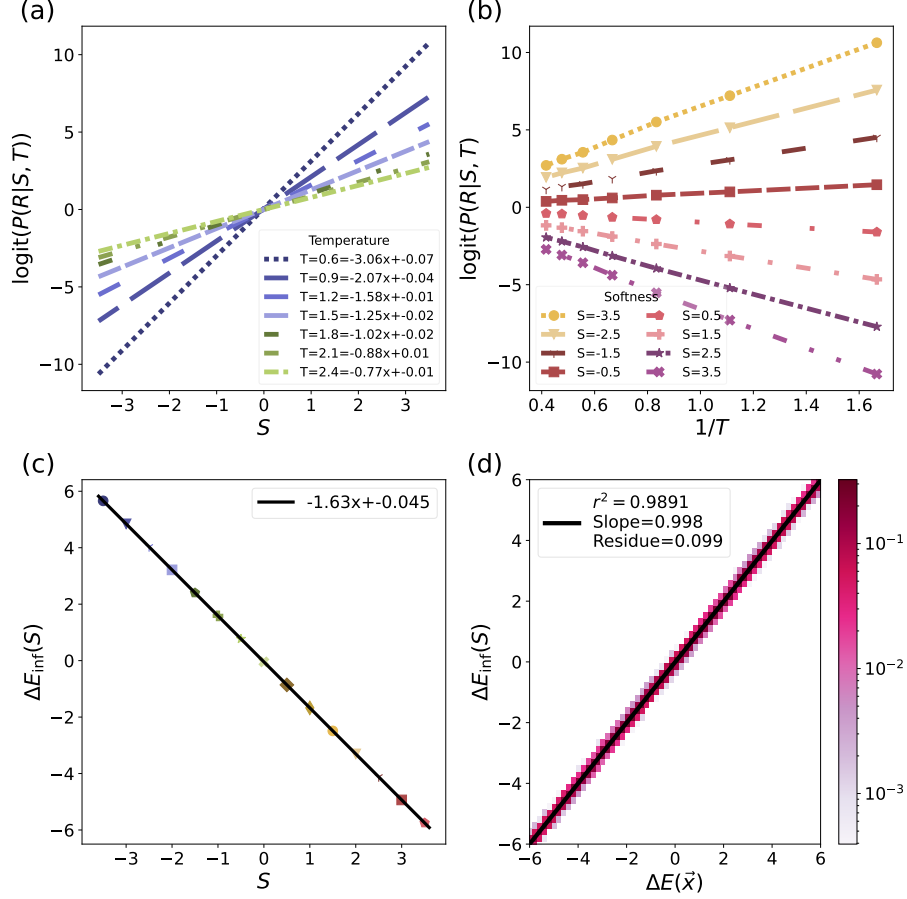 (a)
10
5
0
−5
−10
logit(P(R|S, T))
−3 −2 −1 0 1 2 3
S
Temperature
T=0.6=-3.06x+-0.07
T=0.9=-2.07x+-0.04
T=1.2=-1.58x+-0.01
T=1.5=-1.25x+-0.02
T=1.8=-1.02x+-0.02
T=2.1=-0.88x+0.01
T=2.4=-0.77x+-0.01
(b)
10
5
0
−5
−10
logit(P(R|S, T))
0.4 0.6 0.8 1.0 1.2 1.4 1.6
1/T
Softness
S=-3.5
S=-2.5
S=-1.5
S=-0.5
S=0.5
S=1.5
S=2.5
S=3.5
(c)
6
4
2
0
−2
−4
−6
ΔE_inf(S)
−3 −2 −1 0 1 2 3
S
-1.63x+-0.045
(d)
6
4
2
0
−2
−4
−6
ΔE_inf(S)
−6 −4 −2 0 2 4 6
ΔE(x⃗)
r² = 0.9891
Slope=0.998
Residue=0.099
10⁻¹
10⁻²
10⁻³